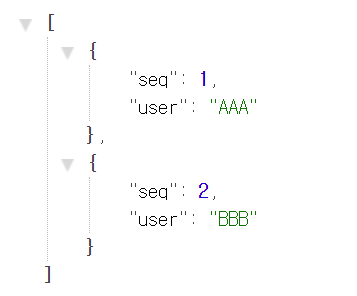 [
{
"seq": 1,
"user": "AAA"
},
{
"seq": 2,
"user": "BBB"
}
]